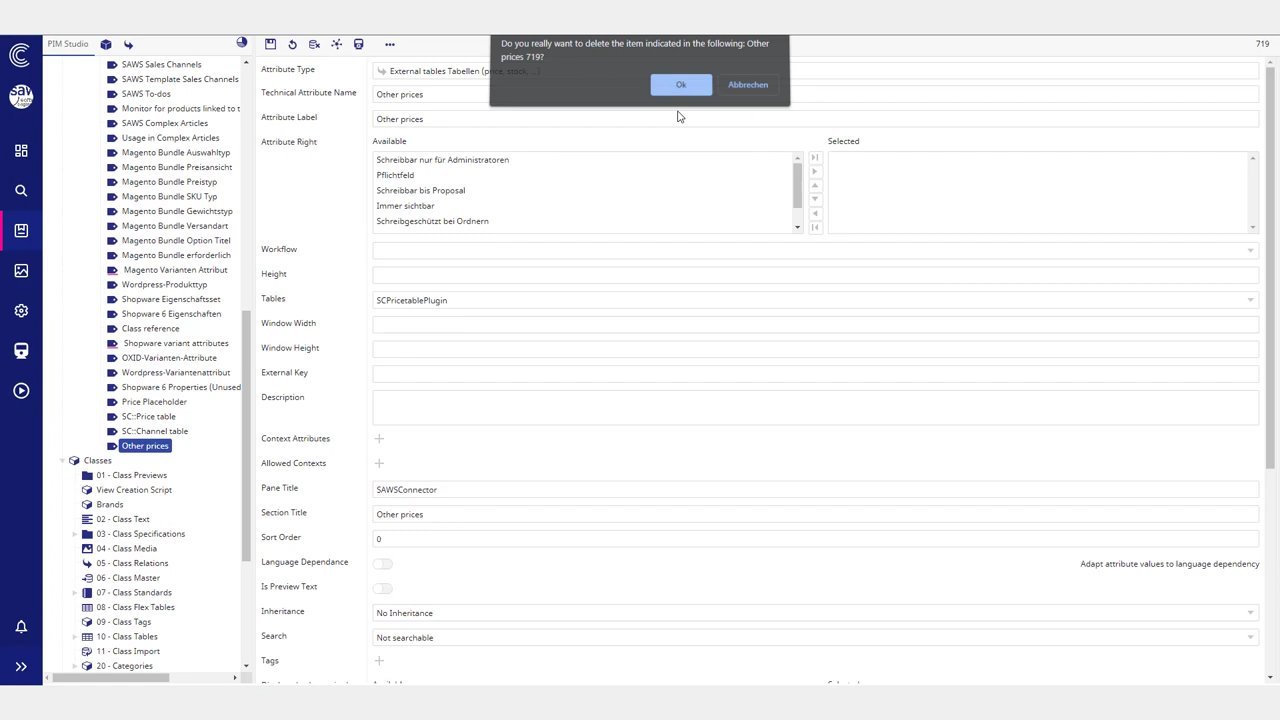 PIM Studio
719
Do you really want to delete the item indicated in the following: Other
prices 719?
Ok
Abbrechen
SAWS Sales Channels
SAWS Template Sales Channels
SAWS To-dos
Monitor for products linked to t
SAWS Complex Articles
Usage in Complex Articles
Magento Bundle Auswahltyp
Magento Bundle Preisansicht
Magento Bundle Preistyp
Magento Bundle SKU Typ
Magento Bundle Gewichtstyp
Magento Bundle Versandart
Magento Bundle Option Titel
Magento Bundle erforderlich
Magento Varianten Attribut
Wordpress-Produkttyp
Shopware Eigenschaftsset
Shopware 6 Eigenschaften
Class reference
Shopware variant attributes
OXID-Varianten-Attribute
Wordpress-Variantenattribut
Shopware 6 Properties (Unused
Price Placeholder
SC::Price table
SC::Channel table
Other prices
Classes
01 - Class Previews
View Creation Script
Brands
02 - Class Text
03 - Class Specifications
04 - Class Media
05 - Class Relations
06 - Class Master
07 - Class Standards
08 - Class Flex Tables
09 - Class Tags
10 - Class Tables
11 - Class Import
20 - Categories
Attribute Type
External tables Tabellen (price, stock, ...)
Technical Attribute Name
Other prices
Attribute Label
Other prices
Attribute Right
Available
Selected
Schreibbar nur für Administratoren
Pflichtfeld
Schreibbar bis Proposal
Immer sichtbar
Schreibgeschützt bei Ordnern
Workflow
Height
Tables
SCPricetablePlugin
Window Width
Window Height
External Key
Description
Context Attributes
Allowed Contexts
Pane Title
SAWSConnector
Section Title
Other prices
Sort Order
0
Language Dependance
Adapt attribute values to language dependency
Is Preview Text
Inheritance
No Inheritance
Search
Not searchable
Tags